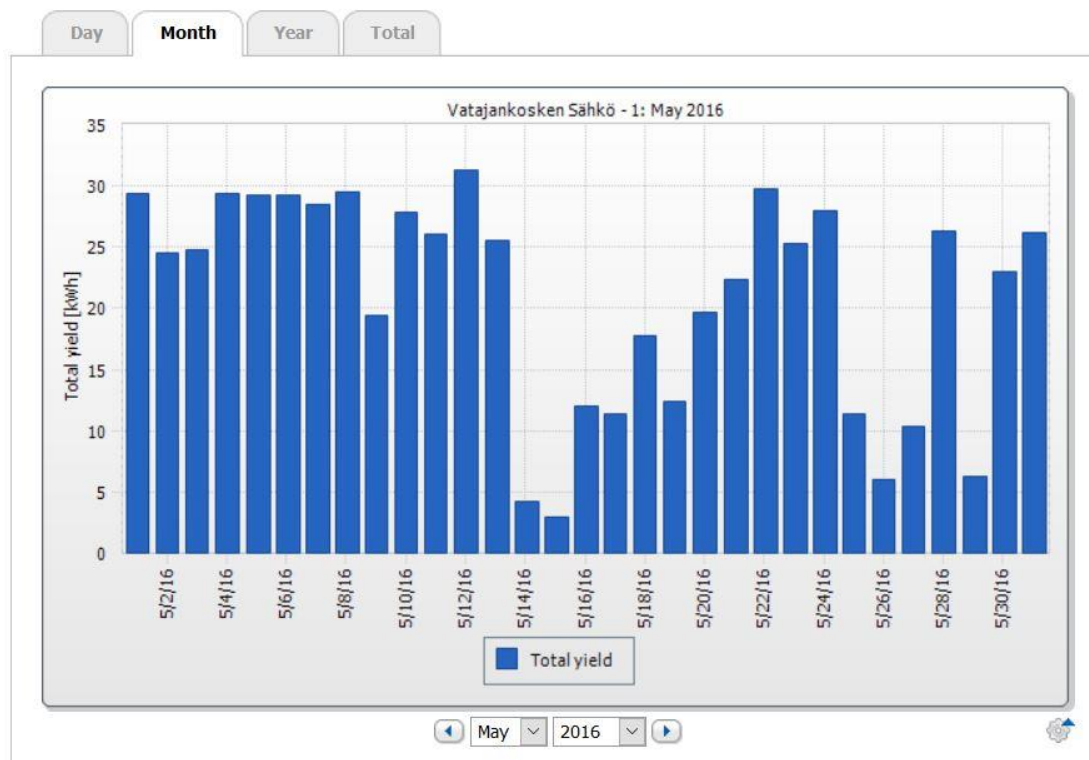 Day Month Year Total
Vatajankosken Sähkö - 1: May 2016
Total yield [kWh]
35
30
25
20
15
10
5
0
5/2/16 5/4/16 5/6/16 5/8/16 5/10/16 5/12/16 5/14/16 5/16/16 5/18/16 5/20/16 5/22/16 5/24/16 5/26/16 5/28/16 5/30/16
Total yield
May 2016